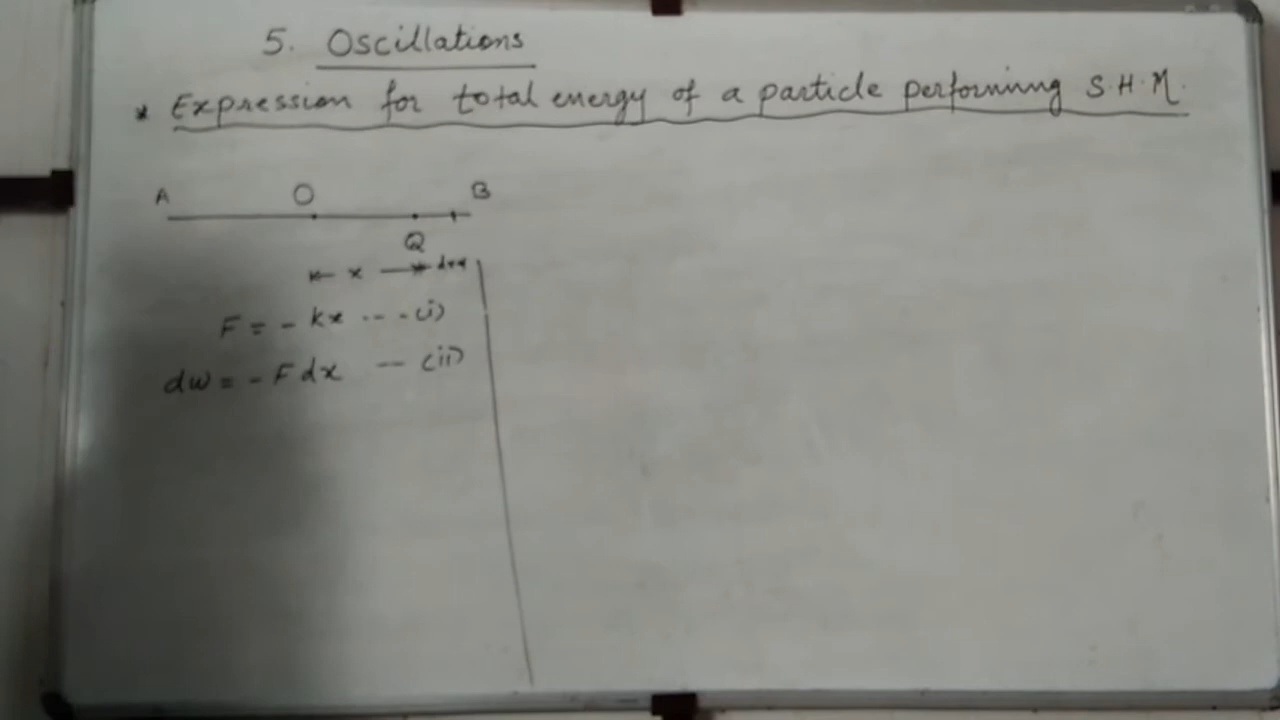 5. Oscillations
* Expression for total energy of a particle performing S.H.M.
A O B
Q
x dx
F = - kx --- (i)
dw = - F dx -- (ii)